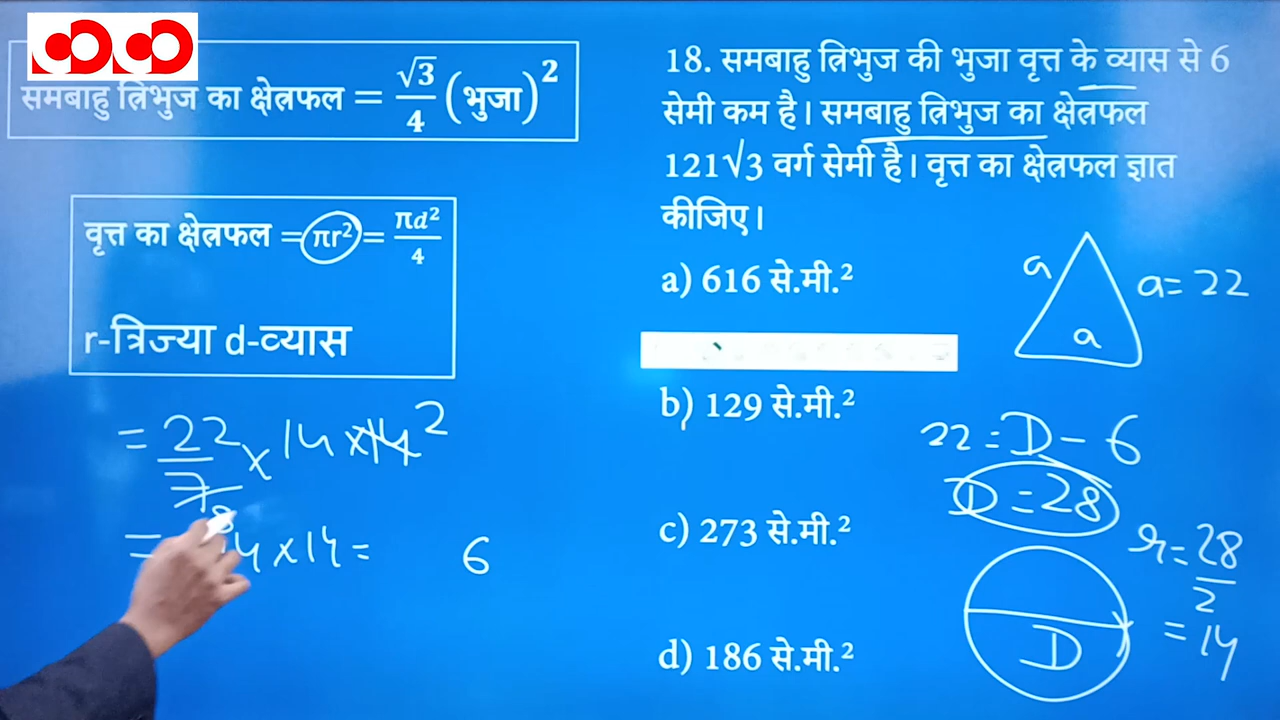 समबाहु त्रिभुज का क्षेत्रफल = √3/4 (भुजा)²
वृत्त का क्षेत्रफल = πr² = πd²/4
r-त्रिज्या d-व्यास
= 22/7 × 14 × 14 2
= 44 × 14 = 6
18. समबाहु त्रिभुज की भुजा वृत्त के व्यास से 6
सेमी कम है। समबाहु त्रिभुज का क्षेत्रफल
121√3 वर्ग सेमी है। वृत्त का क्षेत्रफल ज्ञात
कीजिए।
a) 616 से.मी.²
b) 129 से.मी.²
c) 273 से.मी.²
d) 186 से.मी.²
a
a
a = 22
22 = D - 6
D = 28
r = 28/2
= 14
D